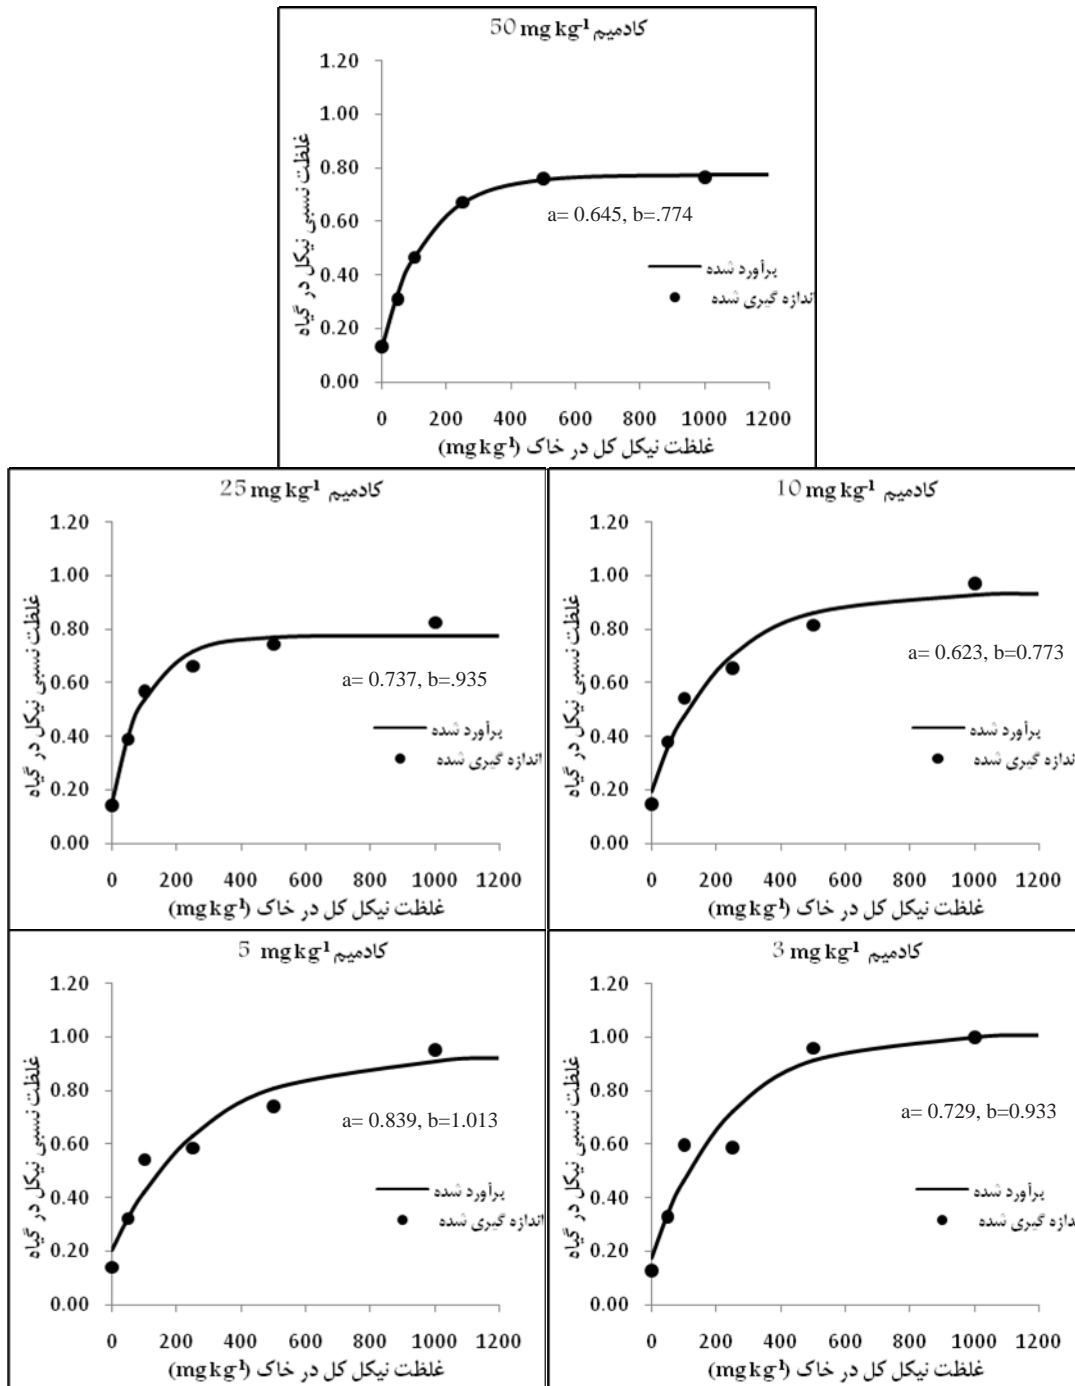 کادمیم 50 mg kg-1
1.20
1.00
0.80
0.60
0.40
0.20
0.00
غلظت نسبی نیکل در گیاه
a= 0.645, b=.774
برآورد شده
اندازه گیری شده
0 200 400 600 800 1000 1200
غلظت نیکل کل در خاک (mg kg-1)
کادمیم 25 mg kg-1
1.20
1.00
0.80
0.60
0.40
0.20
0.00
غلظت نسبی نیکل در گیاه
a= 0.737, b=.935
برآورد شده
اندازه گیری شده
0 200 400 600 800 1000 1200
غلظت نیکل کل در خاک (mg kg-1)
کادمیم 10 mg kg-1
1.20
1.00
0.80
0.60
0.40
0.20
0.00
غلظت نسبی نیکل در گیاه
a= 0.623, b=0.773
برآورد شده
اندازه گیری شده
0 200 400 600 800 1000 1200
غلظت نیکل کل در خاک (mg kg-1)
کادمیم 5 mg kg-1
1.20
1.00
0.80
0.60
0.40
0.20
0.00
غلظت نسبی نیکل در گیاه
a= 0.839, b=1.013
برآورد شده
اندازه گیری شده
0 200 400 600 800 1000 1200
غلظت نیکل کل در خاک (mg kg-1)
کادمیم 3 mg kg-1
1.20
1.00
0.80
0.60
0.40
0.20
0.00
غلظت نسبی نیکل در گیاه
a= 0.729, b=0.933
برآورد شده
دازه گیری شده
0 200 400 600 800 1000 1200
غلظت نیکل کل در خاک (mg kg-1)